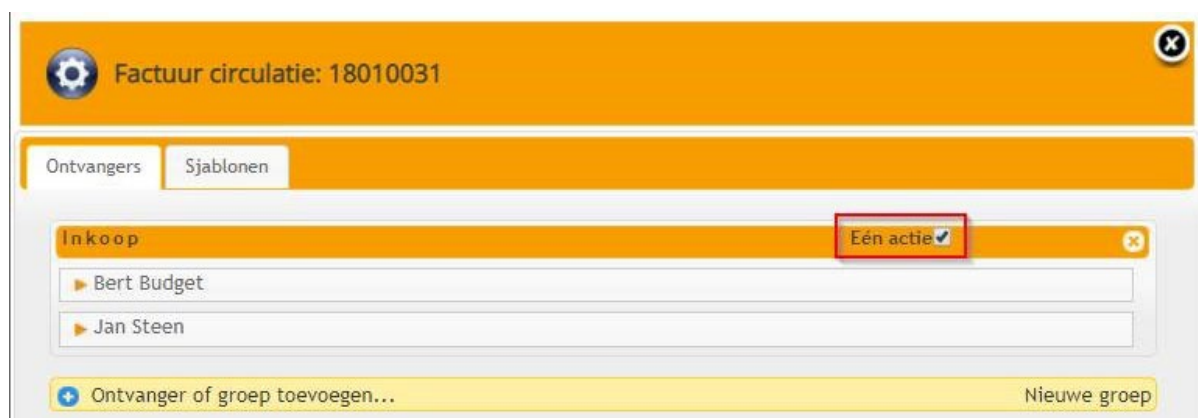 Factuur circulatie: 18010031
Ontvangers Sjablonen
Inkoop Eén actie
Bert Budget
Jan Steen
Ontvanger of groep toevoegen... Nieuwe groep